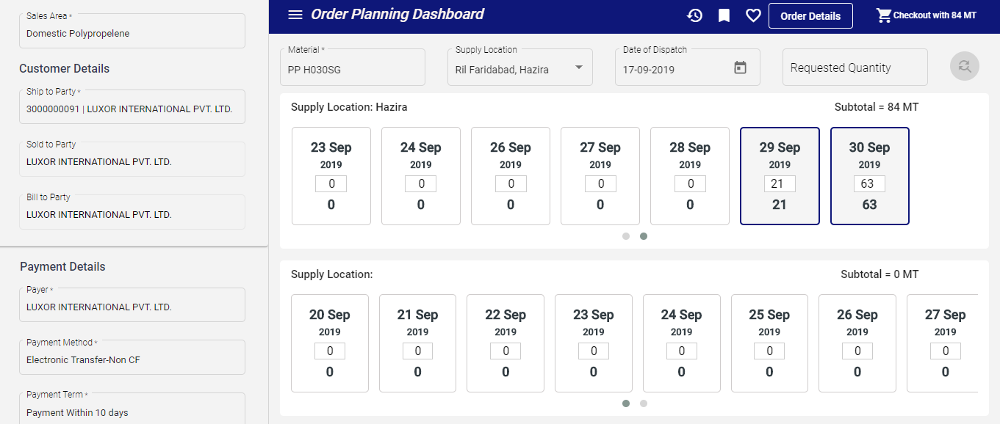 Sales Area *
Domestic Polypropelene
Customer Details
Ship to Party *
3000000091 | LUXOR INTERNATIONAL PVT. LTD.
Sold to Party
LUXOR INTERNATIONAL PVT. LTD.
Bill to Party
LUXOR INTERNATIONAL PVT. LTD.
Payment Details
Payer *
LUXOR INTERNATIONAL PVT. LTD.
Payment Method *
Electronic Transfer-Non CF
Payment Term *
Payment Within 10 days
Order Planning Dashboard
Order Details
Checkout with 84 MT
Material *
PP H030SG
Supply Location
Ril Faridabad, Hazira
Date of Dispatch
17-09-2019
Requested Quantity
Supply Location: Hazira
Subtotal = 84 MT
23 Sep
2019
0
0
24 Sep
2019
0
0
26 Sep
2019
0
0
27 Sep
2019
0
0
28 Sep
2019
0
0
29 Sep
2019
21
21
30 Sep
2019
63
63
Supply Location:
Subtotal = 0 MT
20 Sep
2019
0
0
21 Sep
2019
0
0
22 Sep
2019
0
0
23 Sep
2019
0
0
24 Sep
2019
0
0
25 Sep
2019
0
0
26 Sep
2019
0
0
27 Sep
2019
0
0